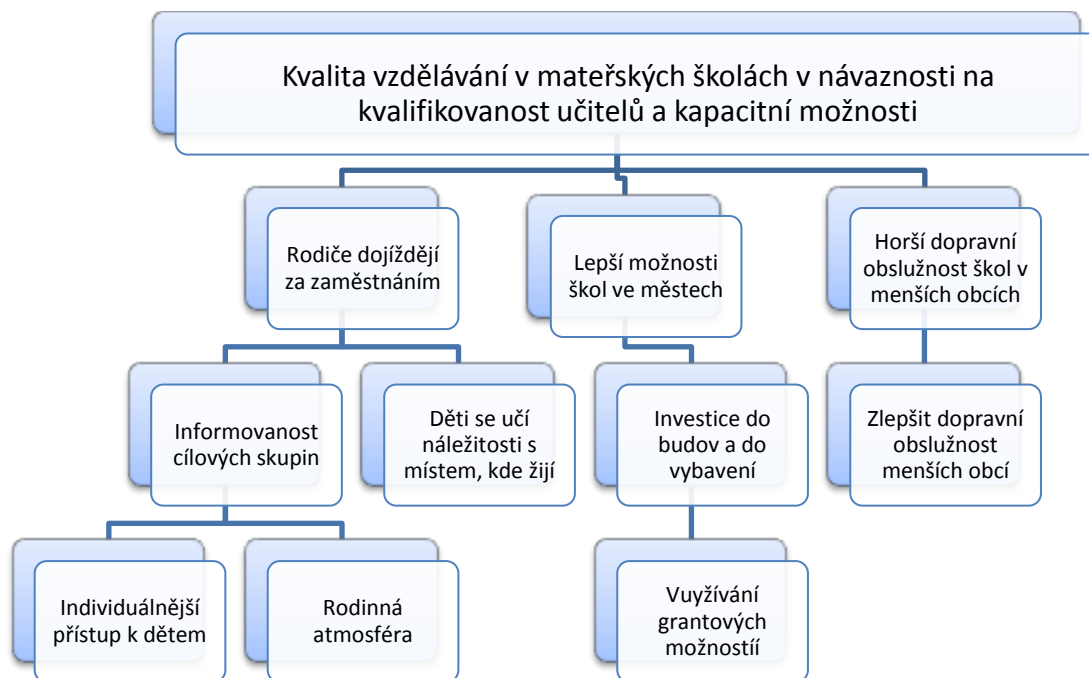 Kvalita vzdělávání v mateřských školách v návaznosti na
kvalifikovanost učitelů a kapacitní možnosti
Rodiče dojíždějí
za zaměstnáním
Lepší možnosti
škol ve městech
Horší dopravní
obslužnost škol v
menších obcích
Informovanost
cílových skupin
Děti se učí
náležitosti s
místem, kde žijí
Investice do
budov a do
vybavení
Zlepšit dopravní
obslužnost
menších obcí
Individuálnější
přístup k dětem
Rodinná
atmosféra
Vuyžívání
grantových
možnostíí